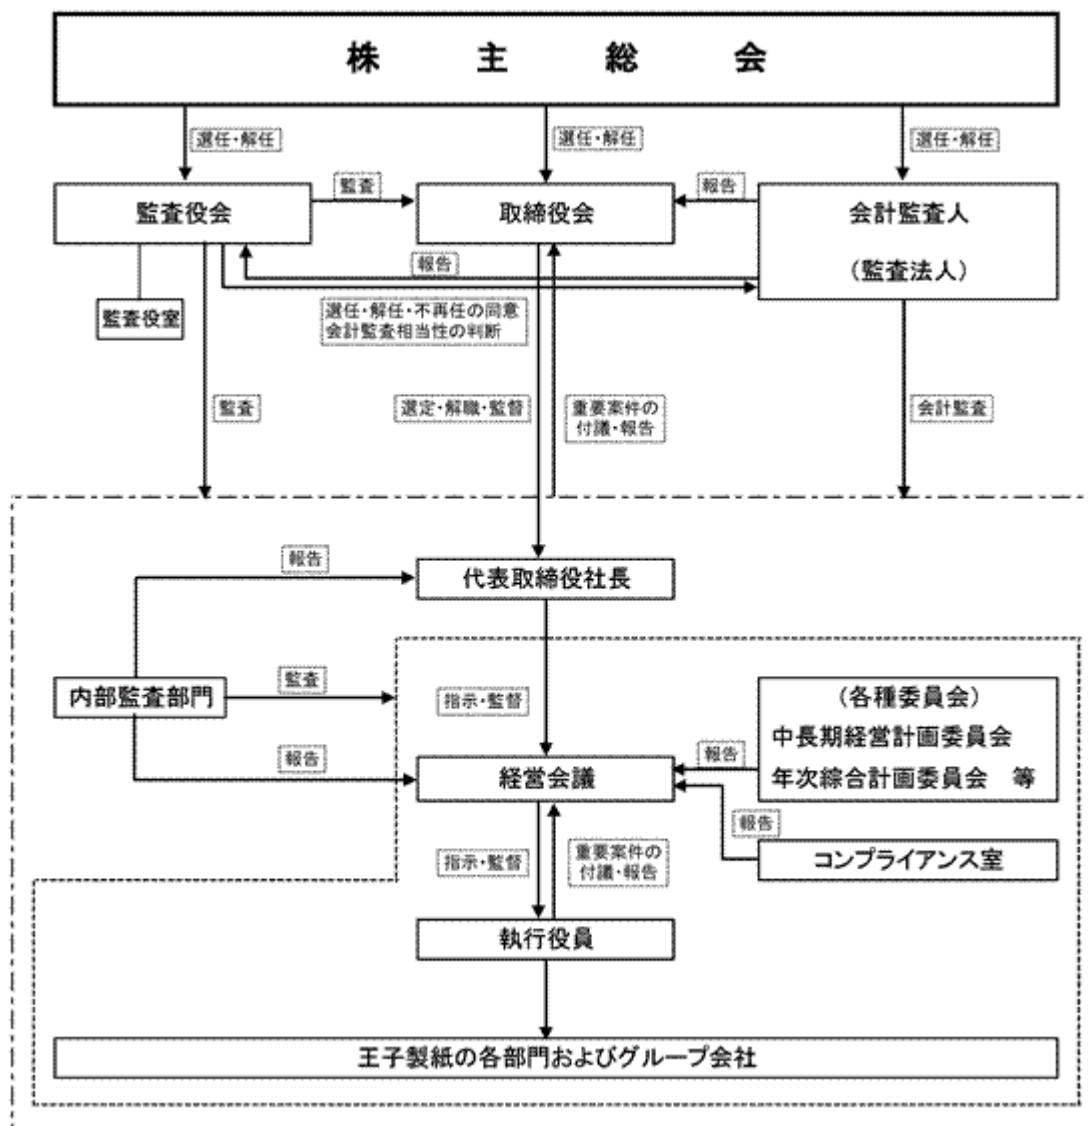 株主総会
選任・解任
選任・解任
選任・解任
監査役会
監査
取締役会
報告
会計監査人
（監査法人）
報告
監査役室
選任・解任・不再任の同意
会計監査相当性の判断
監査
選定・解職・監督
重要案件の
付議・報告
会計監査
報告
代表取締役社長
内部監査部門
監査
指示・監督
（各種委員会）
中長期経営計画委員会
年次綜合計画委員会　等
報告
報告
経営会議
報告
コンプライアンス室
指示・監督
重要案件の
付議・報告
執行役員
王子製紙の各部門およびグループ会社